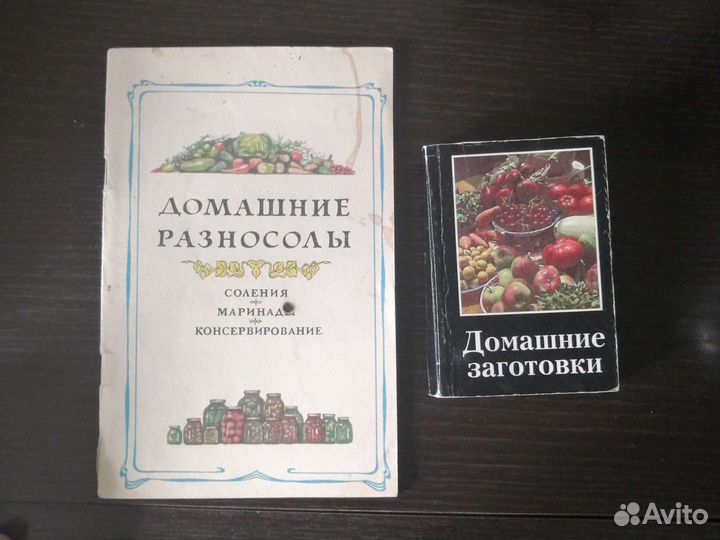 ДОМАШНИЕ
РАЗНОСОЛЫ
СОЛЕНИЯ
МАРИНАДЫ
КОНСЕРВИРОВАНИЕ
Домашние
заготовки
Avito